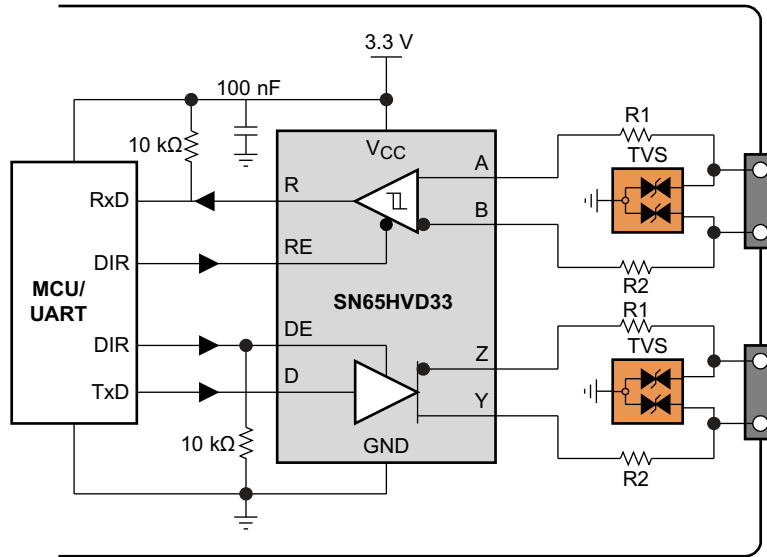 3.3 V
100 nF
10 kΩ
VCC
R1
TVS
A
R
RxD
B
DIR
RE
R2
MCU/
UART
SN65HVD33
R1
TVS
DIR
DE
Z
TxD
D
Y
10 kΩ
GND
R2